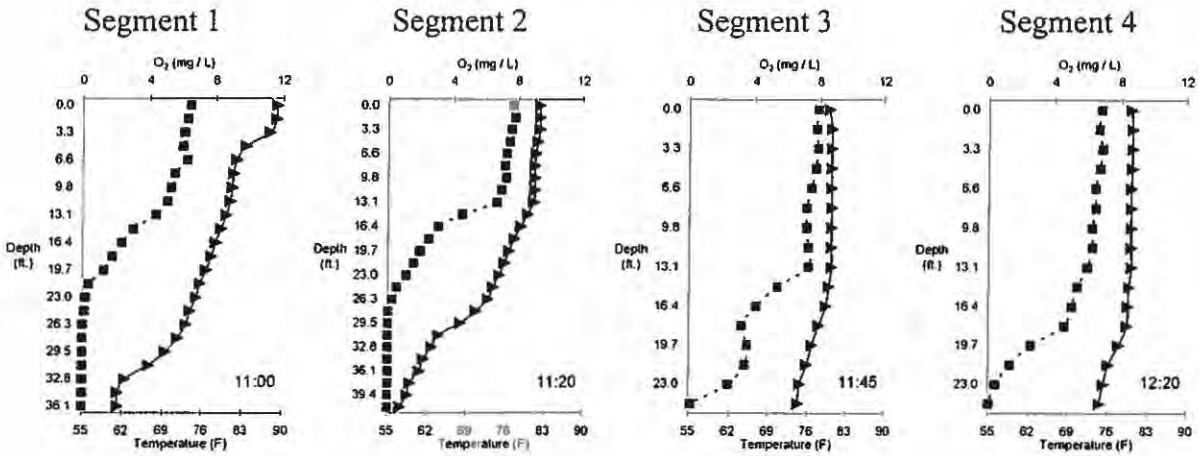 Segment 1
O₂ (mg / L)
0 4 8 12
0.0
3.3
6.6
9.8
13.1
16.4
19.7
23.0
26.3
29.5
32.8
36.1
Depth
(ft.)
11:00
55 62 69 76 83 90
Temperature (F)
Segment 2
O₂ (mg / L)
0 4 8 12
0.0
3.3
6.6
9.8
13.1
16.4
19.7
23.0
26.3
29.5
32.8
36.1
39.4
Depth
(ft.)
11:20
55 62 69 76 83 90
Temperature (F)
Segment 3
O₂ (mg / L)
0 4 8 12
0.0
3.3
6.6
9.8
13.1
16.4
19.7
23.0
Depth
(ft.)
11:45
55 62 69 76 83 90
Temperature (F)
Segment 4
O₂ (mg / L)
0 4 8 12
0.0
3.3
6.6
9.8
13.1
16.4
19.7
23.0
Depth
(ft.)
12:20
55 62 69 76 83 90
Temperature (F)